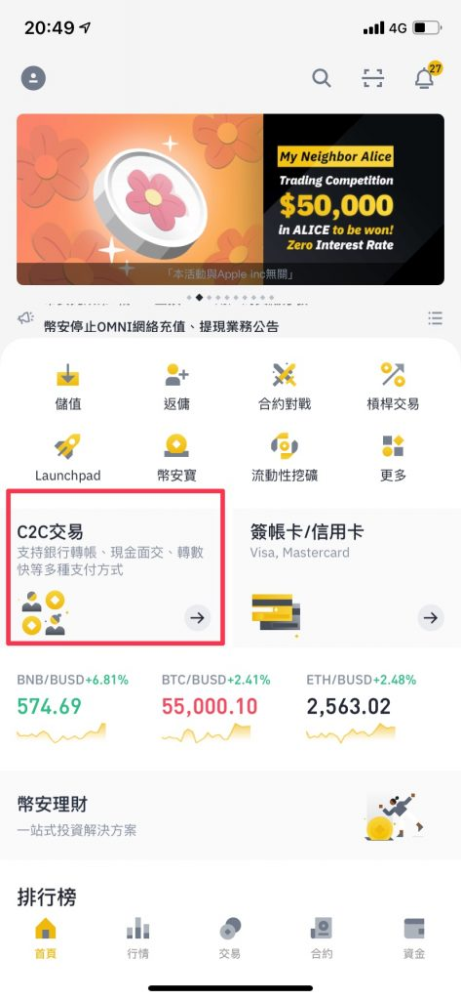 20:49
4G
27
My Neighbor Alice
Trading Competition
$50,000
in ALICE to be won!
Zero Interest Rate
「本活動與Apple Inc無關」
幣安停止OMNI網絡充值、提現業務公告
儲值
返傭
合約對戰
槓桿交易
Launchpad
幣安寶
流動性挖礦
更多
C2C交易
支持銀行轉帳、現金面交、轉數
快等多種支付方式
簽帳卡/信用卡
Visa, Mastercard
BNB/BUSD+6.81%
BTC/BUSD+2.41%
ETH/BUSD+2.48%
574.69
55,000.10
2,563.02
幣安理財
一站式投資解決方案
排行榜
首頁
行情
交易
合約
資金